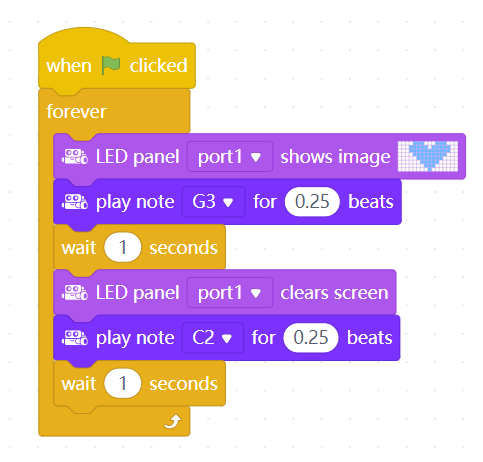 when clicked
forever
LED panel port1 shows image
play note G3 for 0.25 beats
wait 1 seconds
LED panel port1 clears screen
play note C2 for 0.25 beats
wait 1 seconds